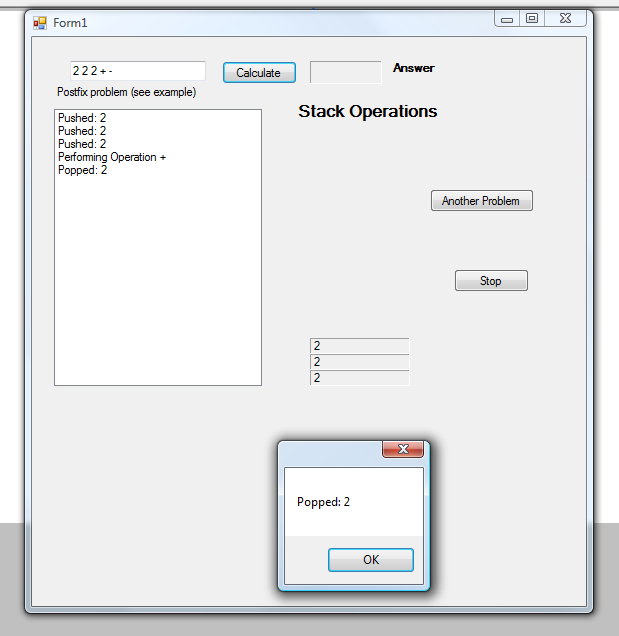 Form1
2 2 2 + -
Calculate
Answer
Postfix problem (see example)
Stack Operations
Pushed: 2
Pushed: 2
Pushed: 2
Performing Operation +
Popped: 2
Another Problem
Stop
2
2
2
Popped: 2
OK